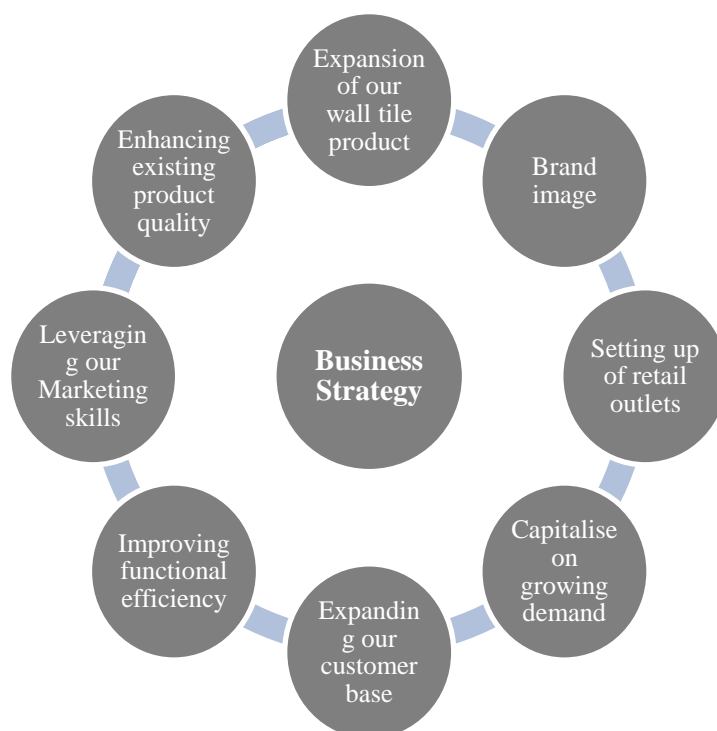 Expansion
of our
wall tile
product
Brand
image
Setting up
of retail
outlets
Capitalise
on
growing
demand
Expandin
g our
customer
base
Improving
functional
efficiency
Leveragin
g our
Marketing
skills
Enhancing
existing
product
quality
Business
Strategy